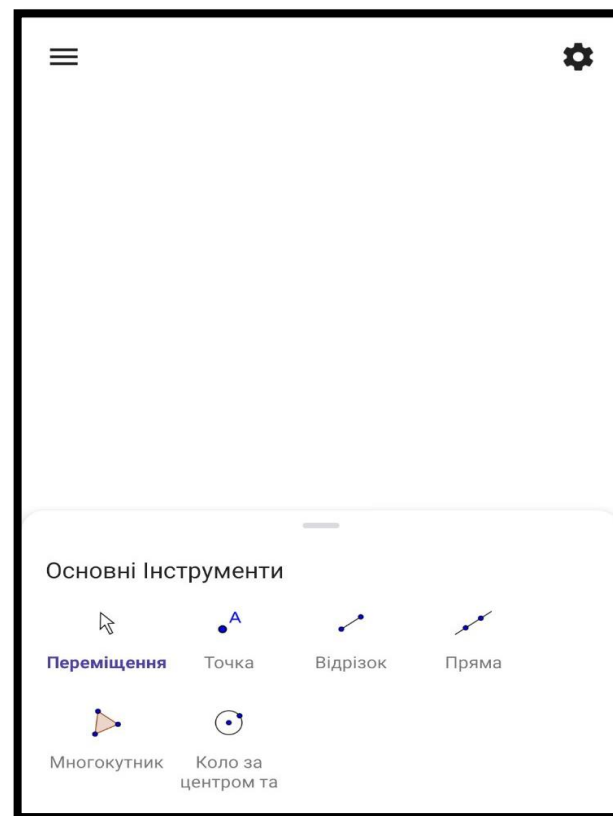 Основні Інструменти
A
Переміщення Точка Відрізок Пряма
Многокутник Коло за
центром та